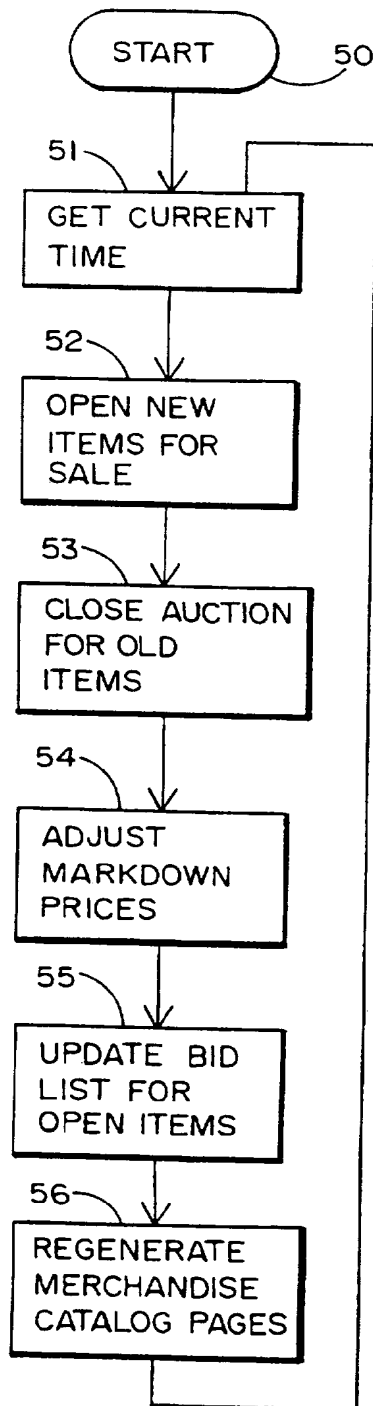 START
50
51
GET CURRENT
TIME
52
OPEN NEW
ITEMS FOR
SALE
53
CLOSE AUCTION
FOR OLD
ITEMS
54
ADJUST
MARKDOWN
PRICES
55
UPDATE BID
LIST FOR
OPEN ITEMS
56
REGENERATE
MERCHANDISE
CATALOG PAGES